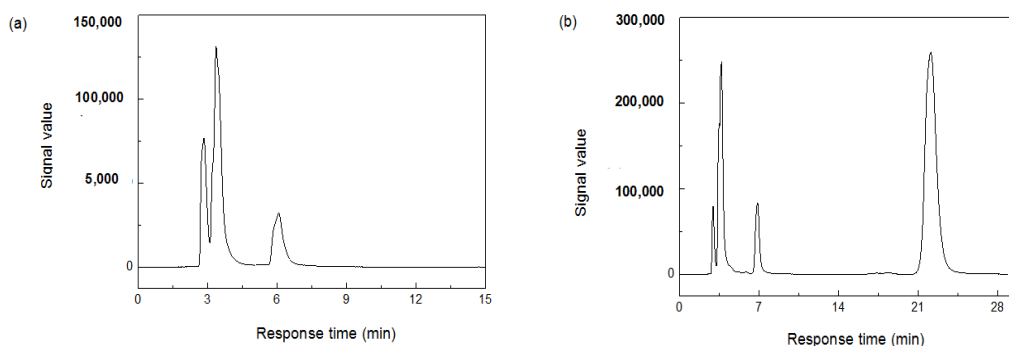 (a)
150,000
100,000
5,000
0
Signal value
0 3 6 9 12 15
Response time (min)
(b)
300,000
200,000
100,000
0
Signal value
0 7 14 21 28
Response time (min)